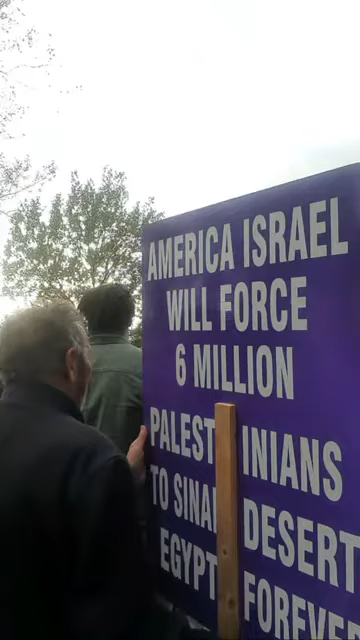 AMERICA ISRAEL
WILL FORCE
6 MILLION
PALESTINIANS
TO SINAI DESERT
EGYPT FOREVER